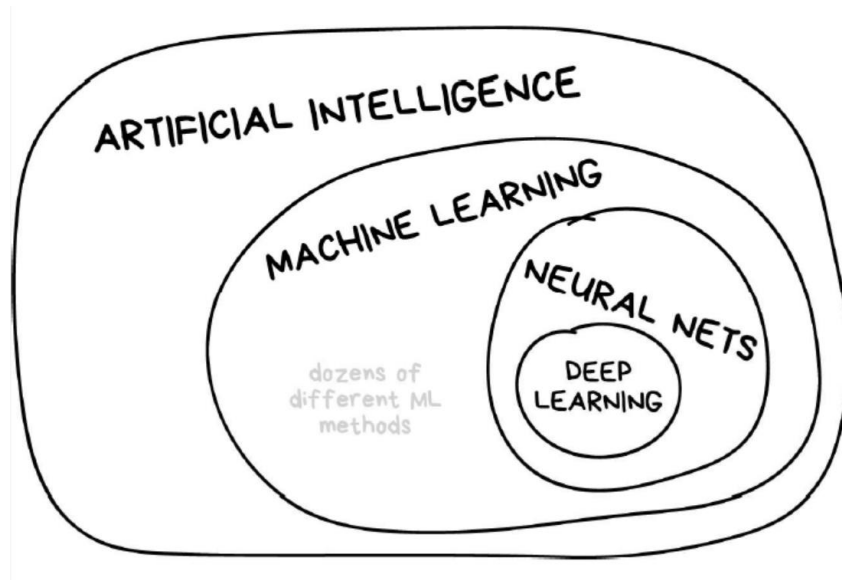 ARTIFICIAL INTELLIGENCE
MACHINE LEARNING
NEURAL NETS
DEEP
LEARNING
dozens of
different ML
methods